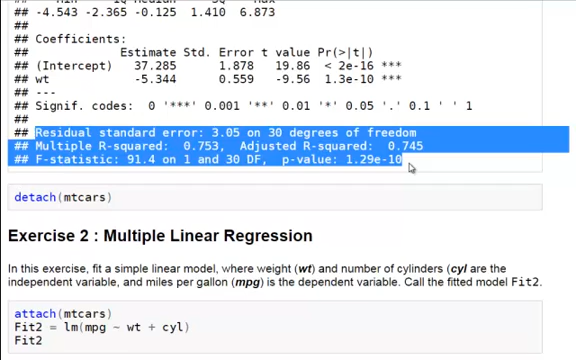 ## -4.543 -2.365 -0.125 1.410 6.873
##
## Coefficients:
## Estimate Std. Error t value Pr(>|t|)
## (Intercept) 37.285 1.878 19.86 < 2e-16 ***
## wt -5.344 0.559 -9.56 1.3e-10 ***
## ---
## Signif. codes: 0 '***' 0.001 '**' 0.01 '*' 0.05 '.' 0.1 ' ' 1
##
## Residual standard error: 3.05 on 30 degrees of freedom
## Multiple R-squared: 0.753, Adjusted R-squared: 0.745
## F-statistic: 91.4 on 1 and 30 DF, p-value: 1.29e-10
detach(mtcars)
Exercise 2 : Multiple Linear Regression
In this exercise, fit a simple linear model, where weight (wt) and number of cylinders (cyl are the
independent variable, and miles per gallon (mpg) is the dependent variable. Call the fitted model Fit2.
attach(mtcars)
Fit2 = lm(mpg ~ wt + cyl)
Fit2